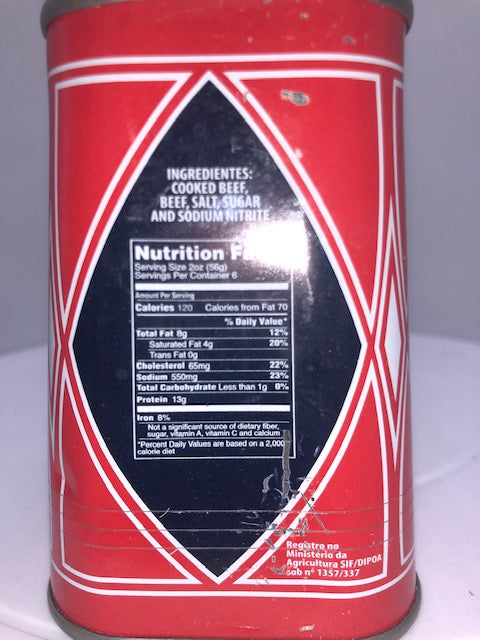 INGREDIENTES:
COOKED BEEF,
BEEF, SALT, SUGAR
AND SODIUM NITRITE
Nutrition
Serving Size 2oz (56g)
Servings Per Container 6
Amount Per Serving
Calories 120 Calories from Fat 70
% Daily Value*
Total Fat 8g 12%
Saturated Fat 4g 20%
Trans Fat 0g
Cholesterol 65mg 22%
Sodium 550mg 23%
Total Carbohydrate Less than 1g 0%
Protein 13g
Iron 8%
Not a significant source of dietary fiber,
sugar, vitamin A, vitamin C and calcium
*Percent Daily Values are based on a 2,000
calorie diet
Registro no
Ministério da
Agricultura SIF/DIPOA
sob nº 1357/337